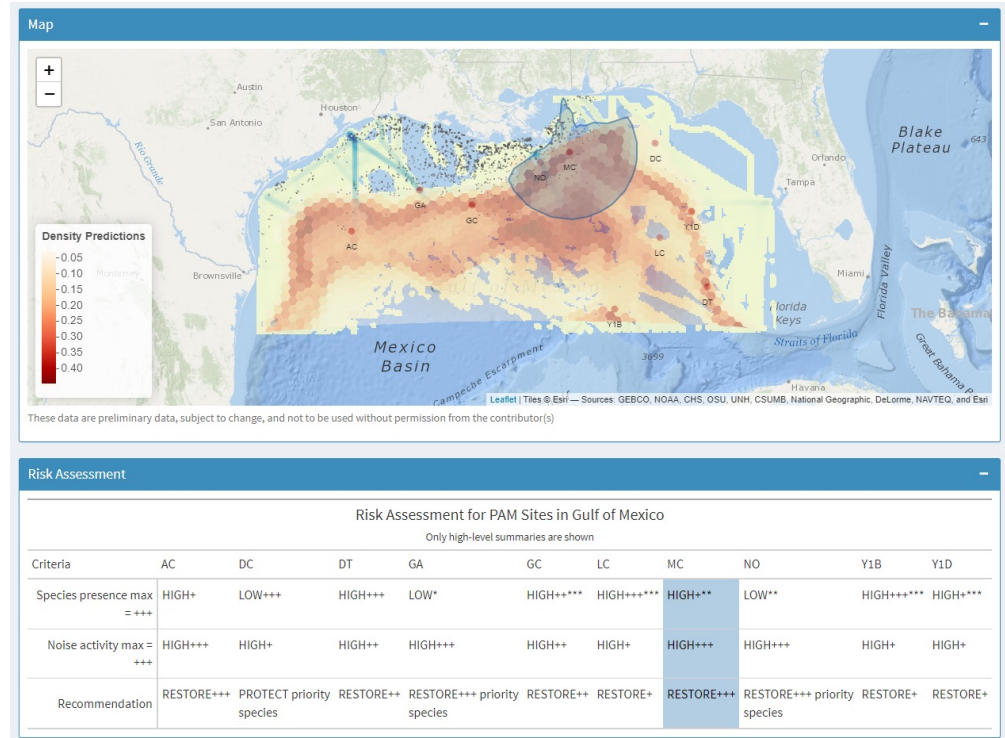 Map
−
+
−
Austin
Houston
San Antonio
Rio Grande
Blake
Plateau
643
Orlando
Tampa
DC
NO
MC
GA
GC
Y1D
AC
LC
Density Predictions
0.05
0.10
0.15
0.20
0.25
0.30
0.35
0.40
Monterrey
Brownsville
Miami
Florida Valley
DT
Y1B
lorida
Keys
The Bahamas
Straits of Florida
Great Bahama
Mexico
Basin
3699
Campeche Escarpment
Havana
Leaflet | Tiles © Esri — Sources: GEBCO, NOAA, CHS, OSU, UNH, CSUMB, National Geographic, DeLorme, NAVTEQ, and Esri
These data are preliminary data, subject to change, and not to be used without permission from the contributor(s)
Risk Assessment
−
Risk Assessment for PAM Sites in Gulf of Mexico
Only high-level summaries are shown
Criteria AC DC DT GA GC LC MC NO Y1B Y1D
Species presence max HIGH+ LOW+++ HIGH+++ LOW* HIGH++*** HIGH+++*** HIGH+** LOW** HIGH+++*** HIGH+***
= +++
Noise activity max = HIGH+++ HIGH+ HIGH++ HIGH+++ HIGH++ HIGH+ HIGH+++ HIGH+++ HIGH+ HIGH+
+++
Recommendation RESTORE+++ PROTECT priority RESTORE++ RESTORE+++ priority RESTORE++ RESTORE+ RESTORE+++ RESTORE+++ priority RESTORE+ RESTORE+
species species species